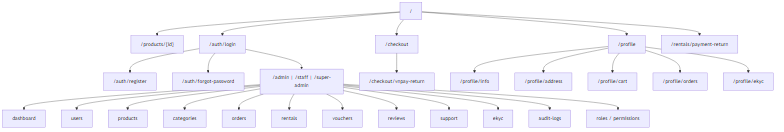 /
/products/[id]
/auth/login
/checkout
/profile
/rentals/payment-return
/auth/register
/auth/forgot-password
/admin | /staff | /super-
admin
/checkout/vnpay-return
/profile/info
/profile/address
/profile/cart
/profile/orders
/profile/ekyc
dashboard
users
products
categories
orders
rentals
vouchers
reviews
support
ekyc
audit-logs
roles / permissions